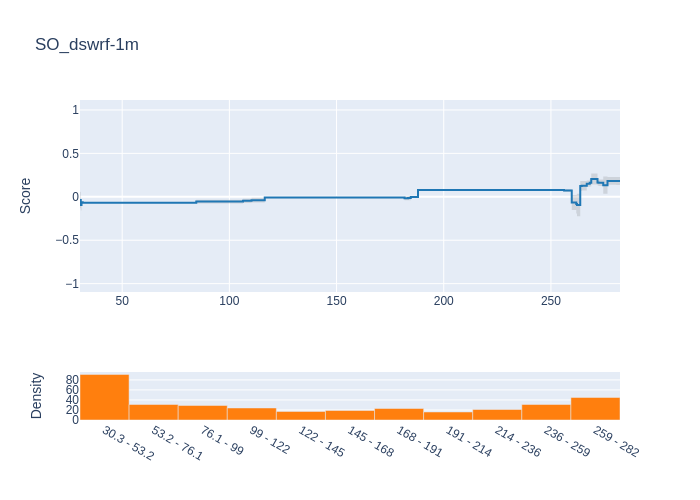 SO_dswrf-1m
Score
1
0.5
0
−0.5
−1
50 100 150 200 250
Density
80
60
40
20
0
30.3 - 53.2
53.2 - 76.1
76.1 - 99
99 - 122
122 - 145
145 - 168
168 - 191
191 - 214
214 - 236
236 - 259
259 - 282